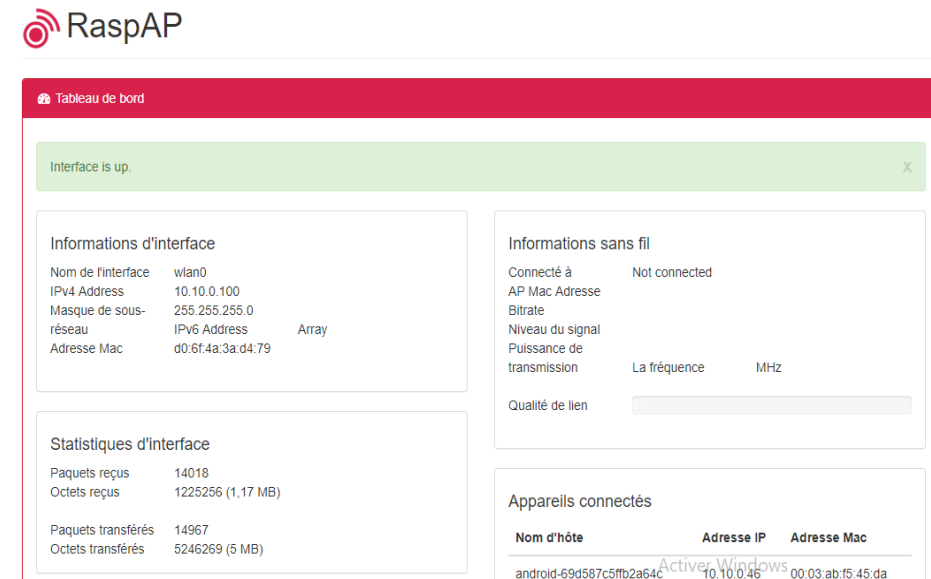 RaspAP
Tableau de bord
Interface is up.
X
Informations d'interface
Nom de l'interface wlan0
IPv4 Address 10.10.0.100
Masque de sous- 255.255.255.0
réseau IPv6 Address Array
Adresse Mac d0:6f:4a:3a:d4:79
Statistiques d'interface
Paquets reçus 14018
Octets reçus 1225256 (1,17 MB)
Paquets transférés 14967
Octets transférés 5246269 (5 MB)
Informations sans fil
Connecté à Not connected
AP Mac Adresse
Bitrate
Niveau du signal
Puissance de
transmission La fréquence MHz
Qualité de lien
Appareils connectés
Nom d'hôte Adresse IP Adresse Mac
android-69d587c5ffb2a64c 10.10.0.46 00:03:ab:f5:45:da
Activer Windows